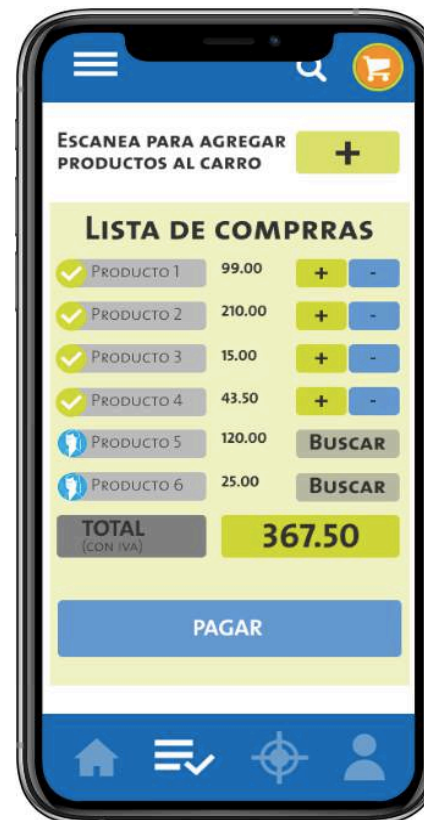 ESCANEA PARA AGREGAR
PRODUCTOS AL CARRO
+
LISTA DE COMPRRAS
PRODUCTO 1 99.00 + -
PRODUCTO 2 210.00 + -
PRODUCTO 3 15.00 + -
PRODUCTO 4 43.50 + -
PRODUCTO 5 120.00 BUSCAR
PRODUCTO 6 25.00 BUSCAR
TOTAL 367.50
(CON IVA)
PAGAR